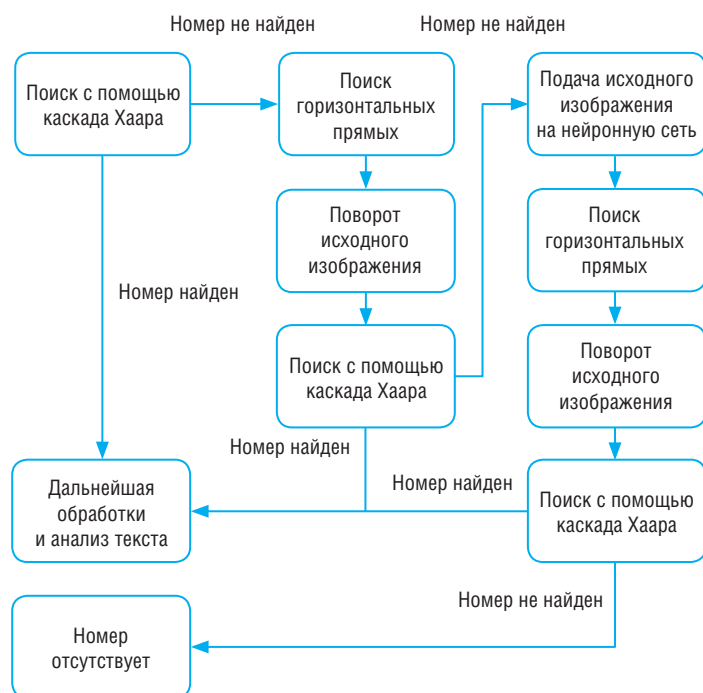 Номер не найден
Номер не найден
Поиск с помощью
каскада Хаара
Поиск
горизонтальных
прямых
Подача исходного
изображения
на нейронную сеть
Поворот
исходного
изображения
Поиск
горизонтальных
прямых
Номер найден
Поиск с помощью
каскада Хаара
Поворот
исходного
изображения
Номер найден
Номер найден
Дальнейшая
обработки
и анализ текста
Поиск с помощью
каскада Хаара
Номер не найден
Номер
отсутствует